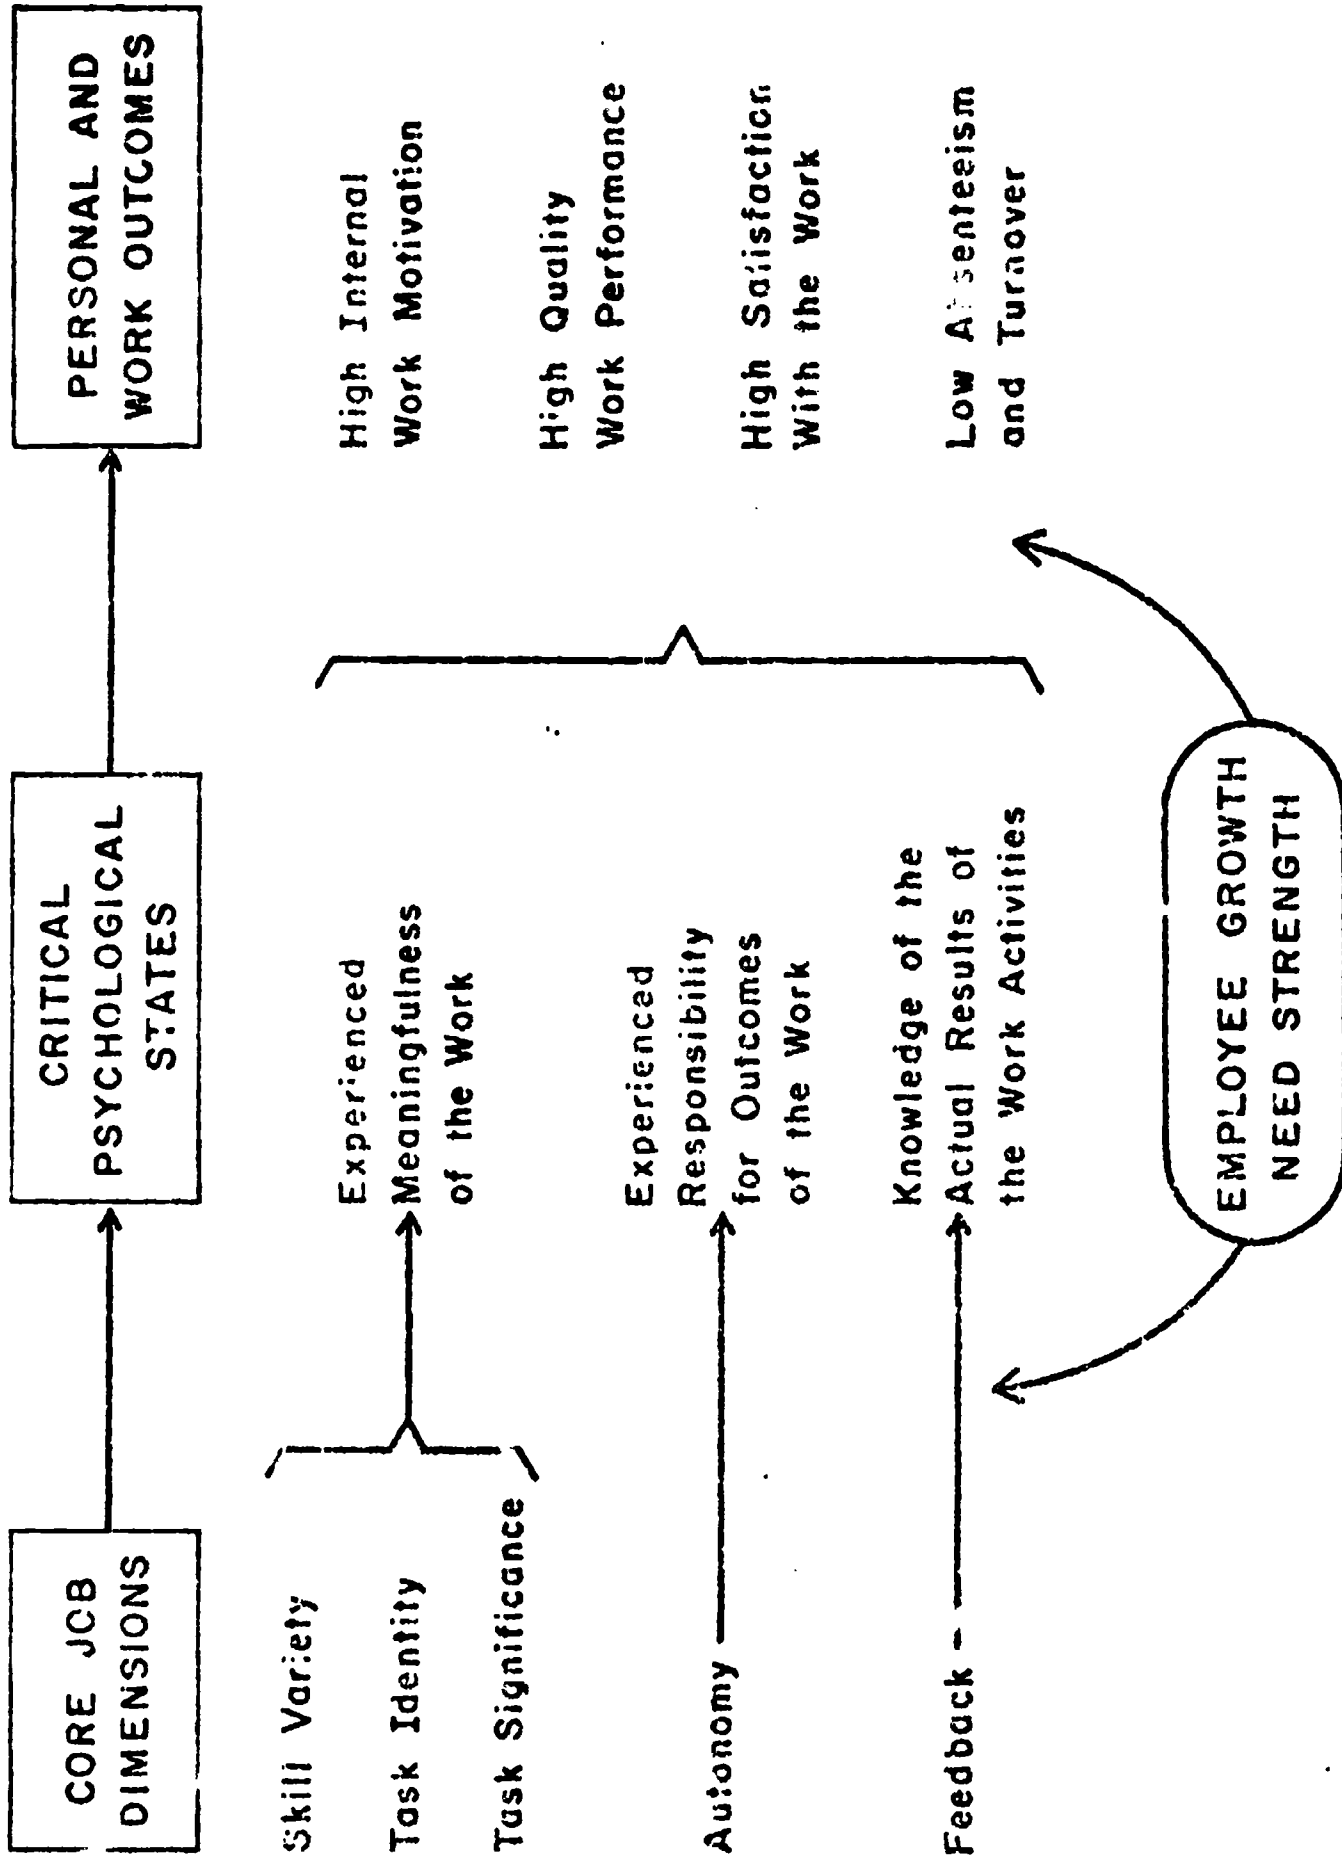 CORE JOB
DIMENSIONS
CRITICAL
PSYCHOLOGICAL
STATES
PERSONAL AND
WORK OUTCOMES
Skill Variety
Task Identity
Task Significance
Experienced
Meaningfulness
of the Work
Autonomy
Experienced
Responsibility
for Outcomes
of the Work
Feedback
Knowledge of the
Actual Results of
the Work Activities
High Internal
Work Motivation
High Quality
Work Performance
High Satisfaction
With the Work
Low Absenteeism
and Turnover
EMPLOYEE GROWTH
NEED STRENGTH